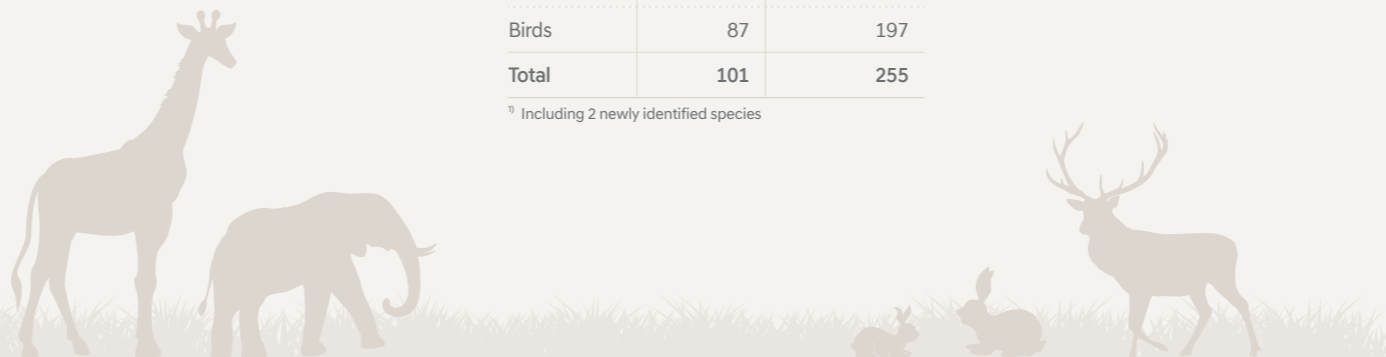 Birds 87 197
Total 101 255
1) Including 2 newly identified species